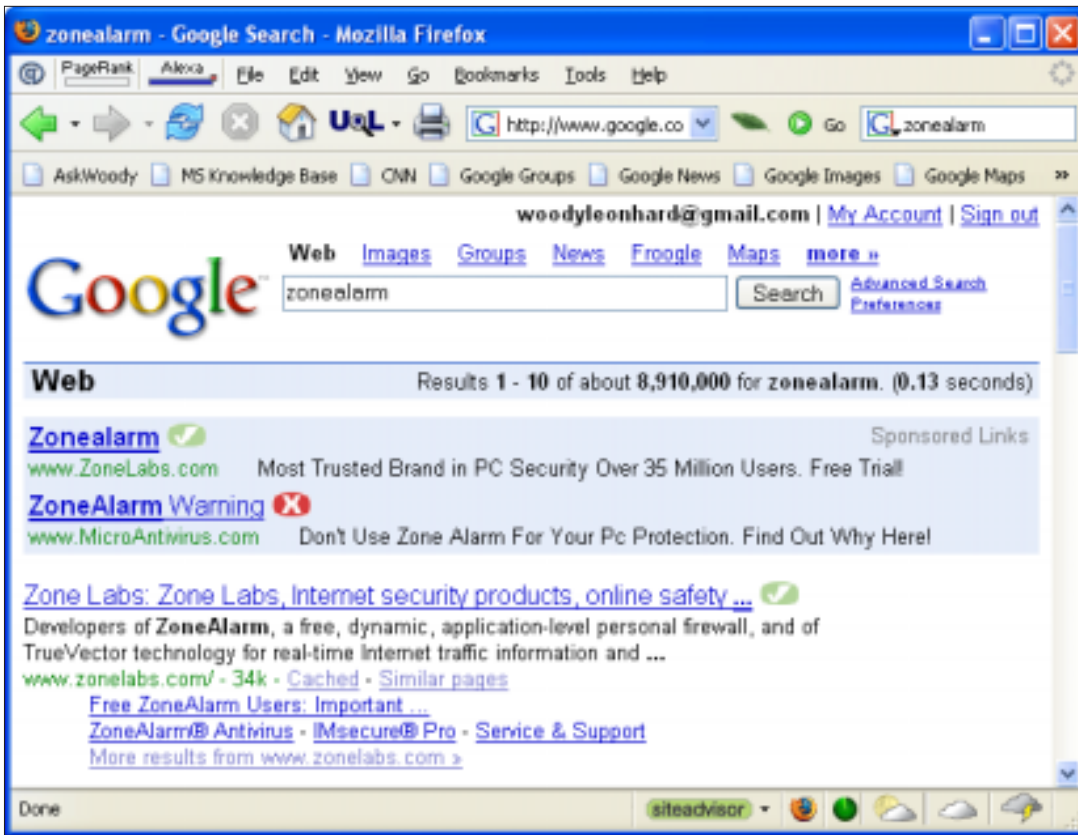 zonealarm - Google Search - Mozilla Firefox
PageRank Alexa File Edit View Go Bookmarks Tools Help
http://www.google.co Go G zonealarm
AskWoody MS Knowledge Base CNN Google Groups Google News Google Images Google Maps »
woodyleonhard@gmail.com | My Account | Sign out
Web Images Groups News Froogle Maps more »
Google™ zonealarm Search Advanced Search
Preferences
Web Results 1 - 10 of about 8,910,000 for zonealarm. (0.13 seconds)
Zonealarm Sponsored Links
www.ZoneLabs.com Most Trusted Brand in PC Security Over 35 Million Users. Free Trial!
ZoneAlarm Warning
www.MicroAntivirus.com Don't Use Zone Alarm For Your Pc Protection. Find Out Why Here!
Zone Labs: Zone Labs, Internet security products, online safety ...
Developers of ZoneAlarm, a free, dynamic, application-level personal firewall, and of
TrueVector technology for real-time Internet traffic information and ...
www.zonelabs.com/ - 34k - Cached - Similar pages
Free ZoneAlarm Users: Important ...
ZoneAlarm® Antivirus - IMsecure® Pro - Service & Support
More results from www.zonelabs.com »
Done siteadvisor